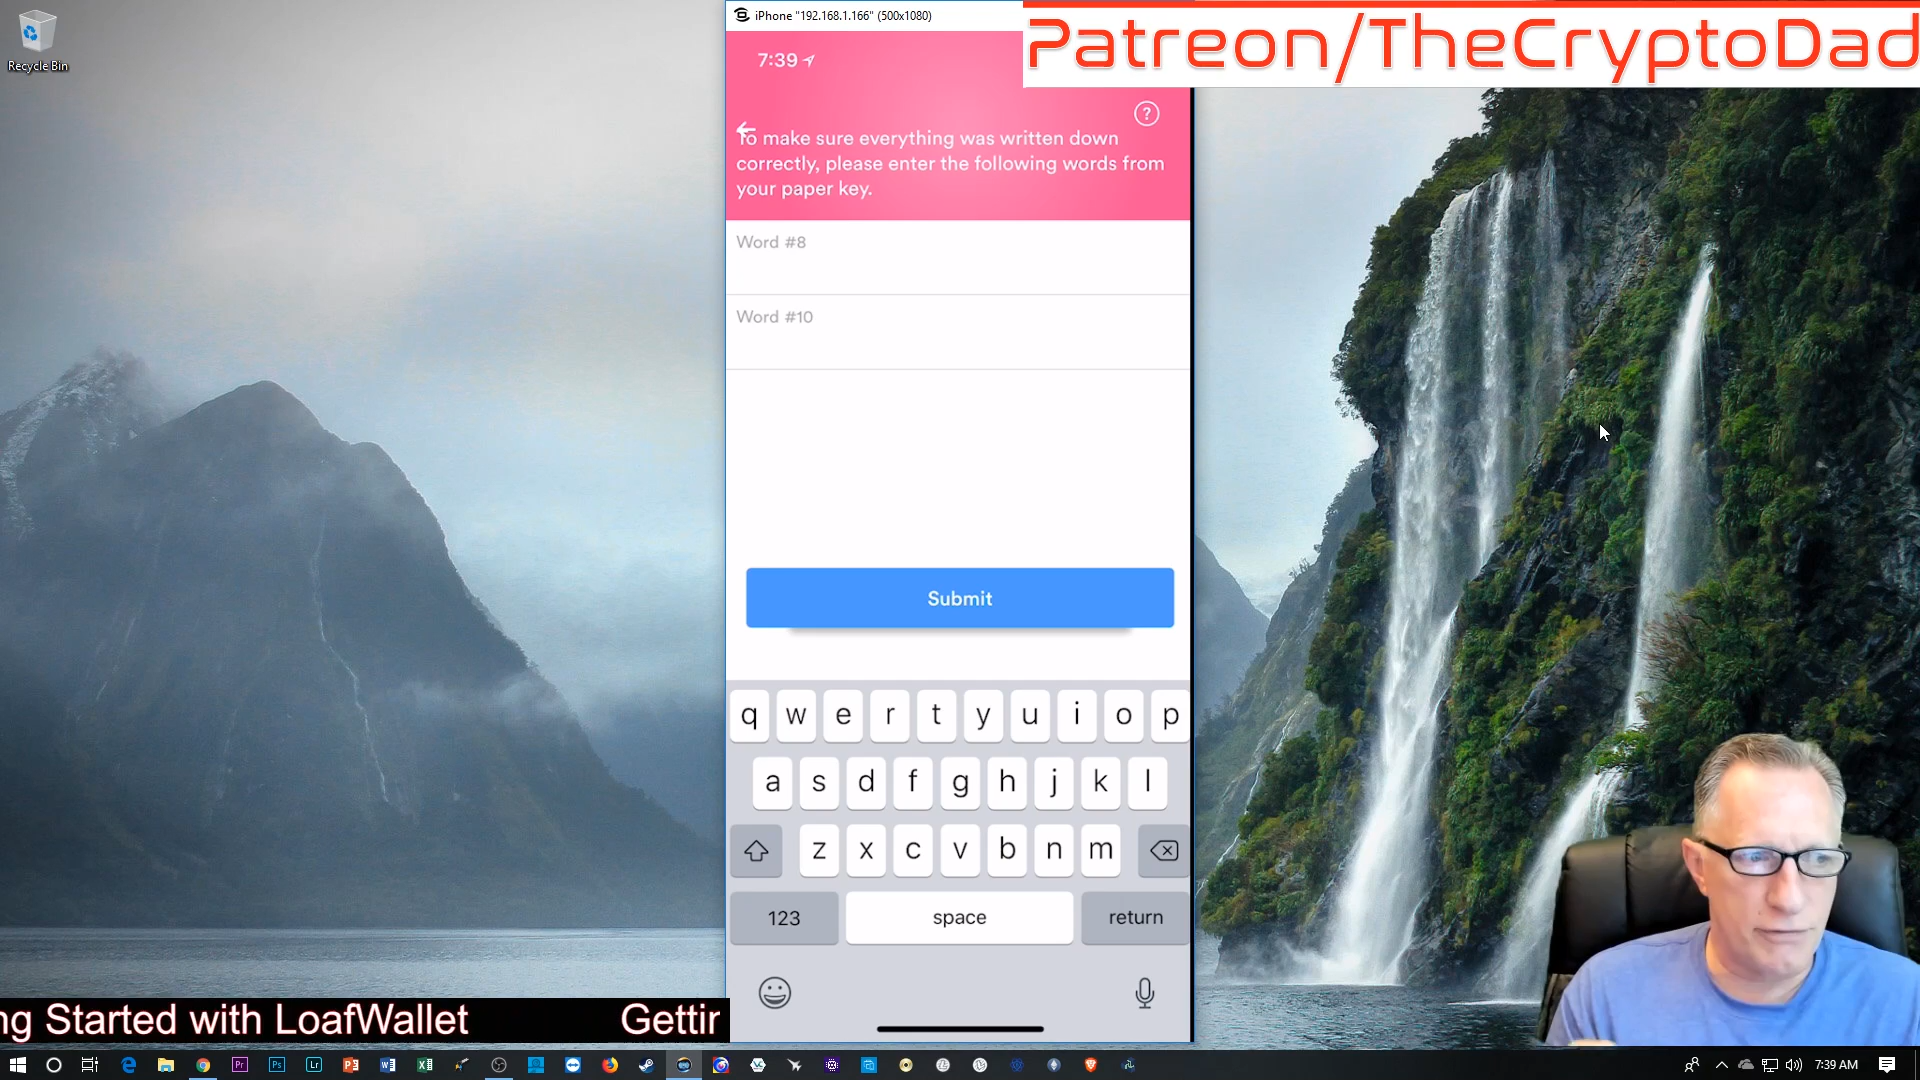 Recycle Bin
iPhone "192.168.1.166" (500x1080)
Patreon/TheCryptoDad
7:39
?
To make sure everything was written down
correctly, please enter the following words from
your paper key.
Word #8
Word #10
Submit
q w e r t y u i o p
a s d f g h j k l
z x c v b n m
123 space return
ng Started with LoafWallet Gettir
7:39 AM